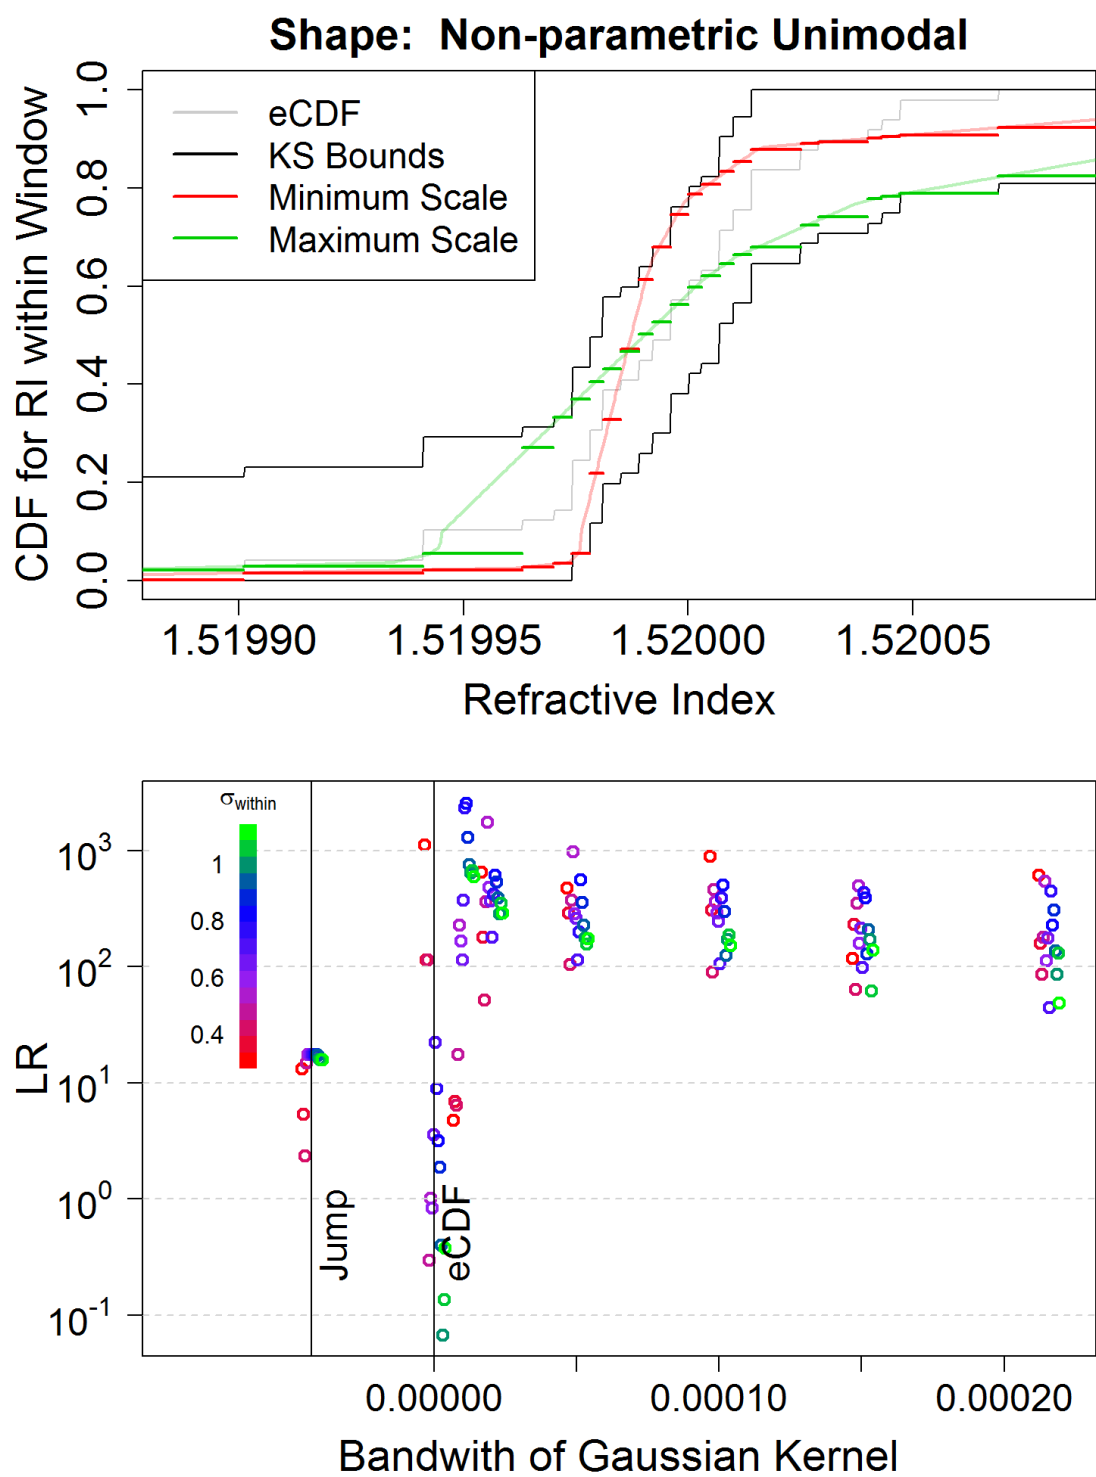 Shape:  Non-parametric Unimodal
CDF for RI within Window
1.0
0.8
0.6
0.4
0.2
0.0
eCDF
KS Bounds
Minimum Scale
Maximum Scale
1.51990
1.51995
1.52000
1.52005
Refractive Index
LR
10³
10²
10¹
10⁰
10⁻¹
σwithin
1
0.8
0.6
0.4
Jump
eCDF
0.00000
0.00010
0.00020
Bandwith of Gaussian Kernel